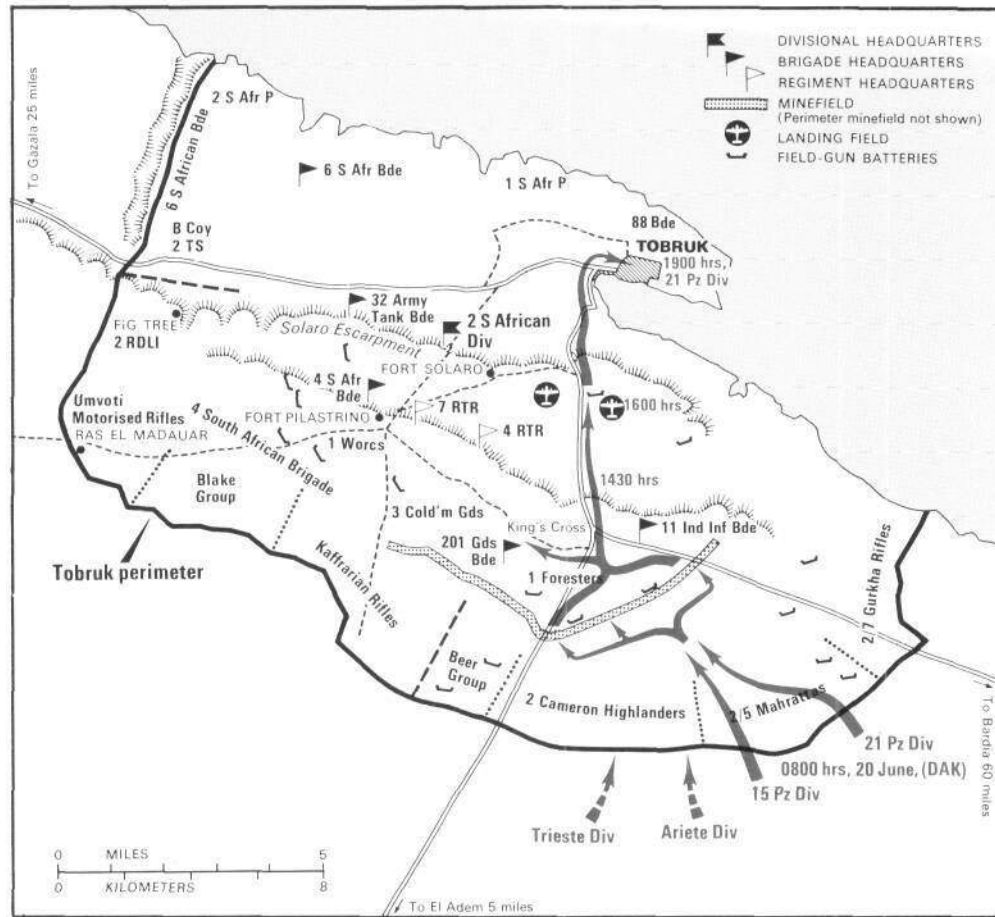 DIVISIONAL HEADQUARTERS
BRIGADE HEADQUARTERS
REGIMENT HEADQUARTERS
MINEFIELD
(Perimeter minefield not shown)
LANDING FIELD
FIELD-GUN BATTERIES
To Gazala 25 miles
2 S Afr P
6 S African Bde
6 S Afr Bde
1 S Afr P
B Coy
2 TS
88 Bde
TOBRUK
1900 hrs,
21 Pz Div
32 Army
Tank Bde
FiG TREE
2 RDLI
Solaro Escarpment
2 S African
Div
FORT SOLARO
4 S Afr
Bde
Umvoti
Motorised Rifles
RAS EL MADAUAR
FORT PILASTRINO
7 RTR
1600 hrs
4 South African Brigade
1 Worcs
4 RTR
Blake
Group
1430 hrs
3 Cold'm Gds
King's Cross
11 Ind Inf Bde
201 Gds
Bde
Tobruk perimeter
Kaffrarian Rifles
1 Foresters
2/7 Gurkha Rifles
Beer
Group
2 Cameron Highlanders
2/5 Mahrattas
To Bardia 60 miles
21 Pz Div
0800 hrs, 20 June, (DAK)
15 Pz Div
Trieste Div
Ariete Div
0 MILES 5
0 KILOMETERS 8
To El Adem 5 miles